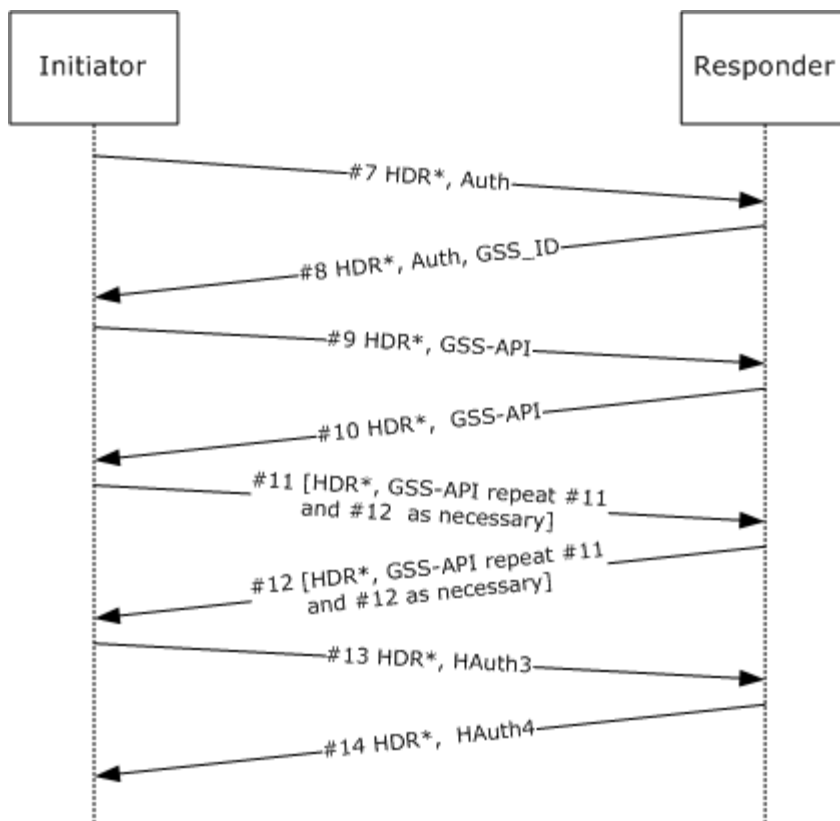 Initiator
Responder
#7 HDR*, Auth
#8 HDR*, Auth, GSS_ID
#9 HDR*, GSS-API
#10 HDR*, GSS-API
#11 [HDR*, GSS-API repeat #11
and #12 as necessary]
#12 [HDR*, GSS-API repeat #11
and #12 as necessary]
#13 HDR*, HAuth3
#14 HDR*, HAuth4